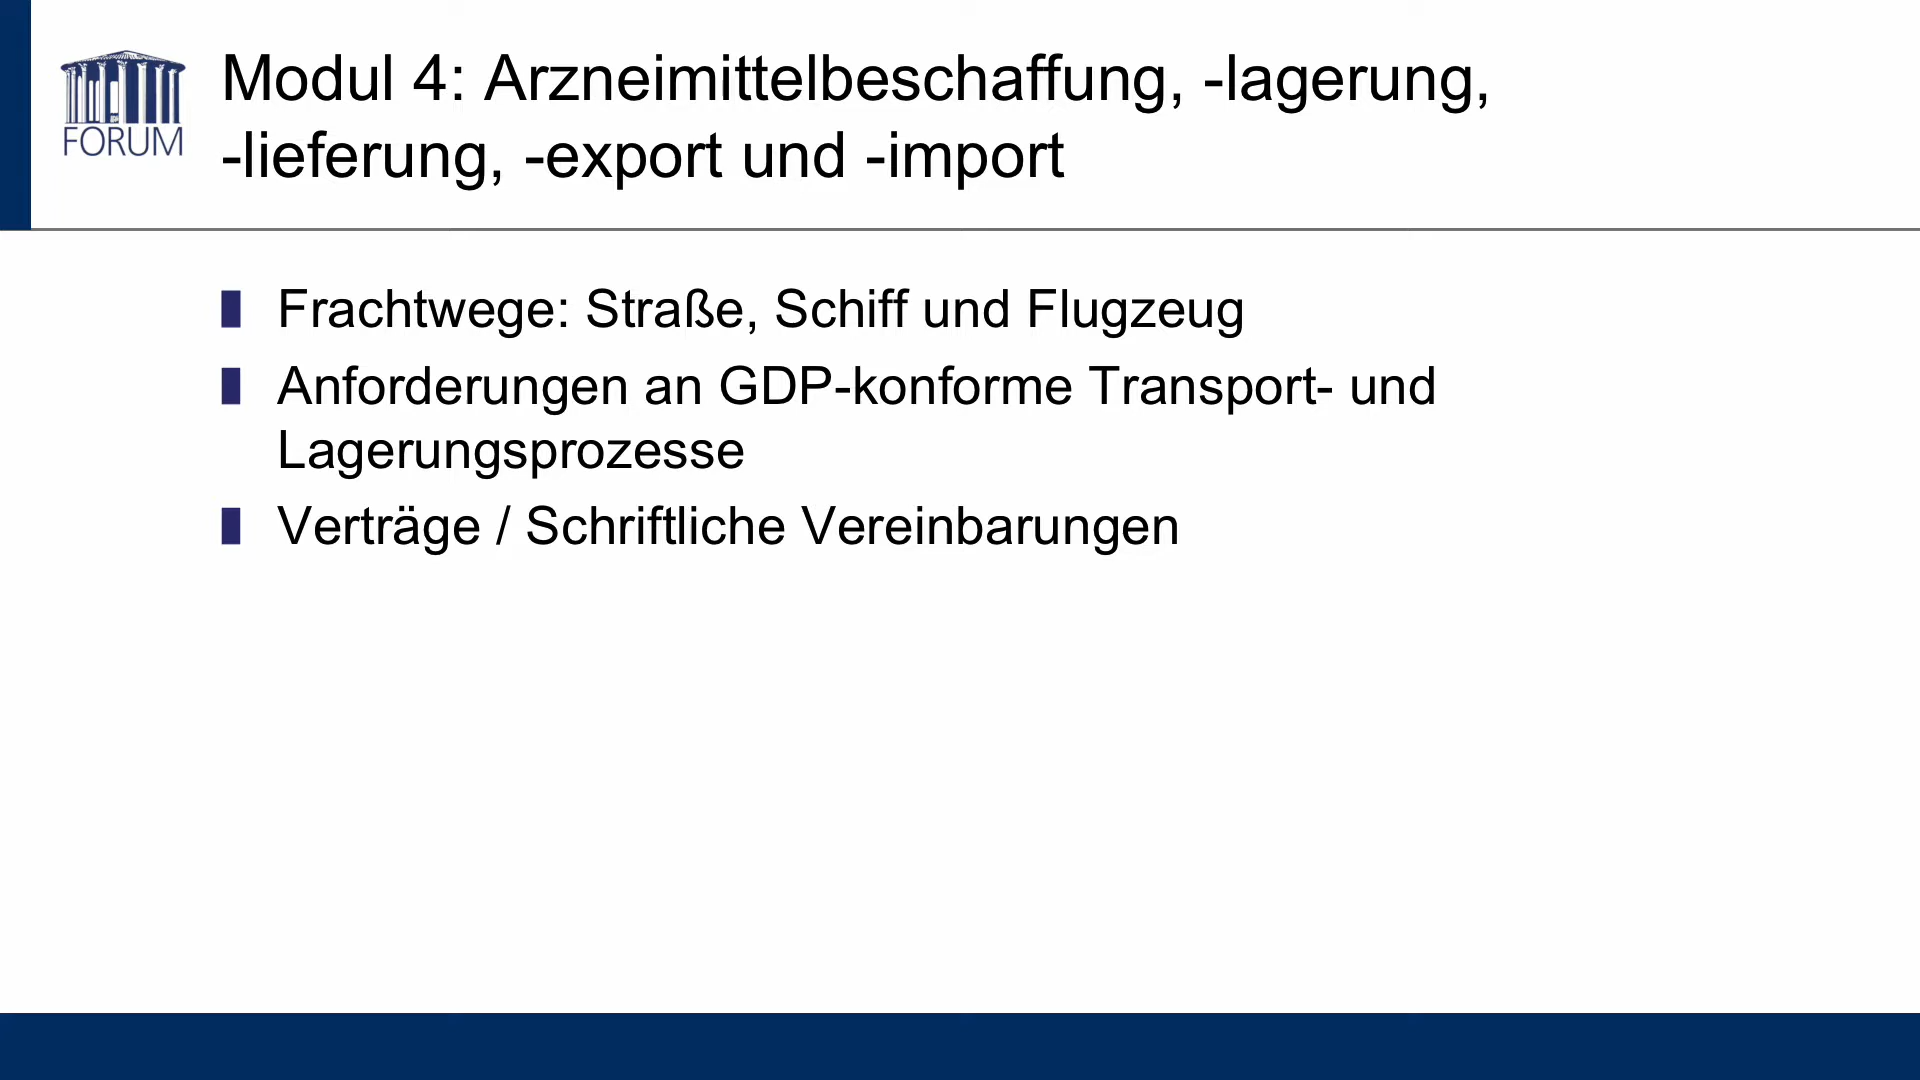 FORUM
Modul 4: Arzneimittelbeschaffung, -lagerung,
-lieferung, -export und -import
Frachtwege: Straße, Schiff und Flugzeug
Anforderungen an GDP-konforme Transport- und
Lagerungsprozesse
Verträge / Schriftliche Vereinbarungen